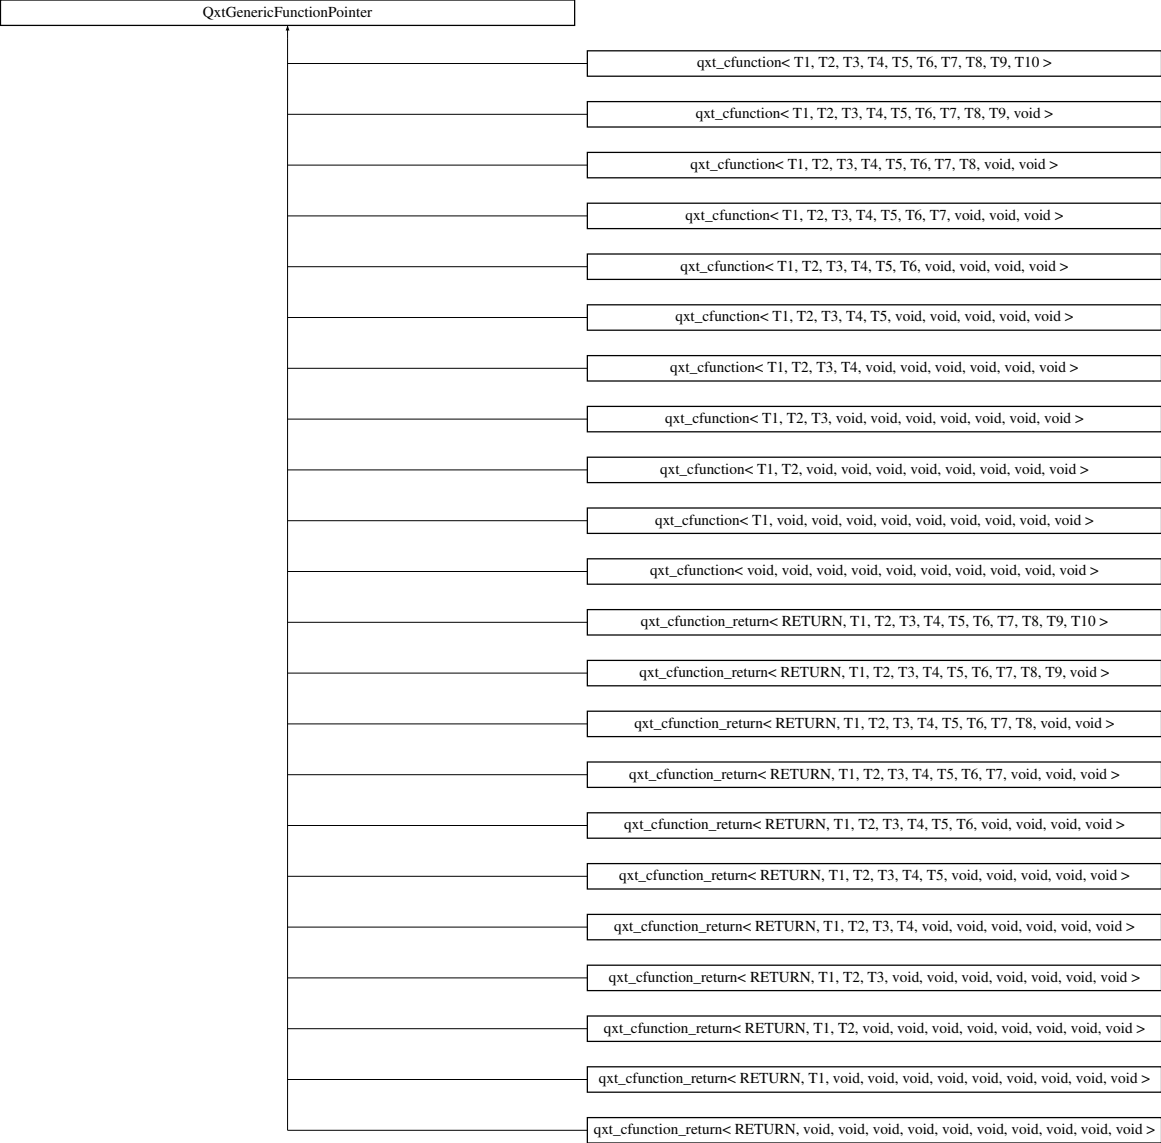 QxtGenericFunctionPointer
qxt_cfunction< T1, T2, T3, T4, T5, T6, T7, T8, T9, T10 >
qxt_cfunction< T1, T2, T3, T4, T5, T6, T7, T8, T9, void >
qxt_cfunction< T1, T2, T3, T4, T5, T6, T7, T8, void, void >
qxt_cfunction< T1, T2, T3, T4, T5, T6, T7, void, void, void >
qxt_cfunction< T1, T2, T3, T4, T5, T6, void, void, void, void >
qxt_cfunction< T1, T2, T3, T4, T5, void, void, void, void, void >
qxt_cfunction< T1, T2, T3, T4, void, void, void, void, void, void >
qxt_cfunction< T1, T2, T3, void, void, void, void, void, void, void >
qxt_cfunction< T1, T2, void, void, void, void, void, void, void, void >
qxt_cfunction< T1, void, void, void, void, void, void, void, void, void >
qxt_cfunction< void, void, void, void, void, void, void, void, void, void >
qxt_cfunction_return< RETURN, T1, T2, T3, T4, T5, T6, T7, T8, T9, T10 >
qxt_cfunction_return< RETURN, T1, T2, T3, T4, T5, T6, T7, T8, T9, void >
qxt_cfunction_return< RETURN, T1, T2, T3, T4, T5, T6, T7, T8, void, void >
qxt_cfunction_return< RETURN, T1, T2, T3, T4, T5, T6, T7, void, void, void >
qxt_cfunction_return< RETURN, T1, T2, T3, T4, T5, T6, void, void, void, void >
qxt_cfunction_return< RETURN, T1, T2, T3, T4, T5, void, void, void, void, void >
qxt_cfunction_return< RETURN, T1, T2, T3, T4, void, void, void, void, void, void >
qxt_cfunction_return< RETURN, T1, T2, T3, void, void, void, void, void, void, void >
qxt_cfunction_return< RETURN, T1, T2, void, void, void, void, void, void, void, void >
qxt_cfunction_return< RETURN, T1, void, void, void, void, void, void, void, void, void >
qxt_cfunction_return< RETURN, void, void, void, void, void, void, void, void, void, void >